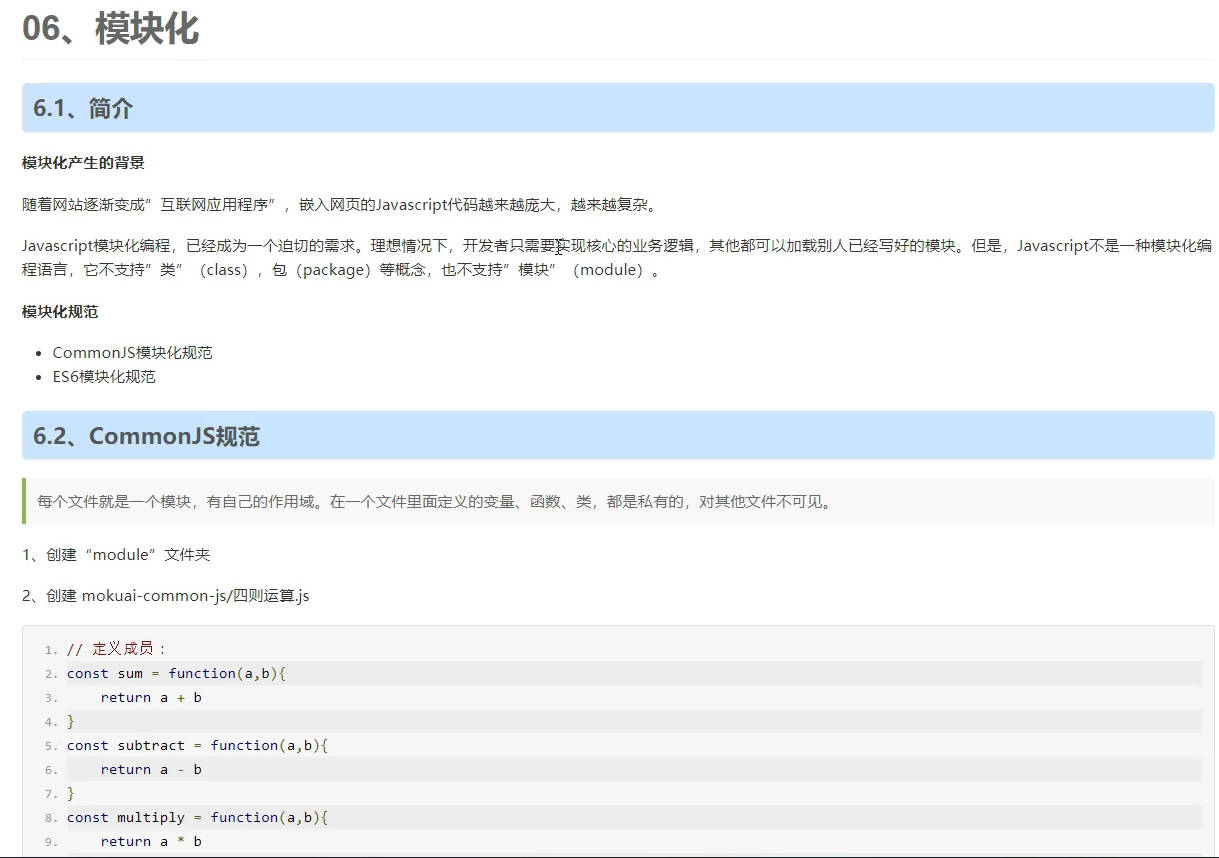 06、模块化
6.1、简介
模块化产生的背景
随着网站逐渐变成”互联网应用程序”，嵌入网页的Javascript代码越来越庞大，越来越复杂。
Javascript模块化编程，已经成为一个迫切的需求。理想情况下，开发者只需要实现核心的业务逻辑，其他都可以加载别人已经写好的模块。但是，Javascript不是一种模块化编
程语言，它不支持”类”（class），包（package）等概念，也不支持”模块”（module）。
模块化规范
• CommonJS模块化规范
• ES6模块化规范
6.2、CommonJS规范
每个文件就是一个模块，有自己的作用域。在一个文件里面定义的变量、函数、类，都是私有的，对其他文件不可见。
1、创建“module”文件夹
2、创建 mokuai-common-js/四则运算.js
1. // 定义成员：
2. const sum = function(a,b){
3.     return a + b
4. }
5. const subtract = function(a,b){
6.     return a - b
7. }
8. const multiply = function(a,b){
9.     return a * b